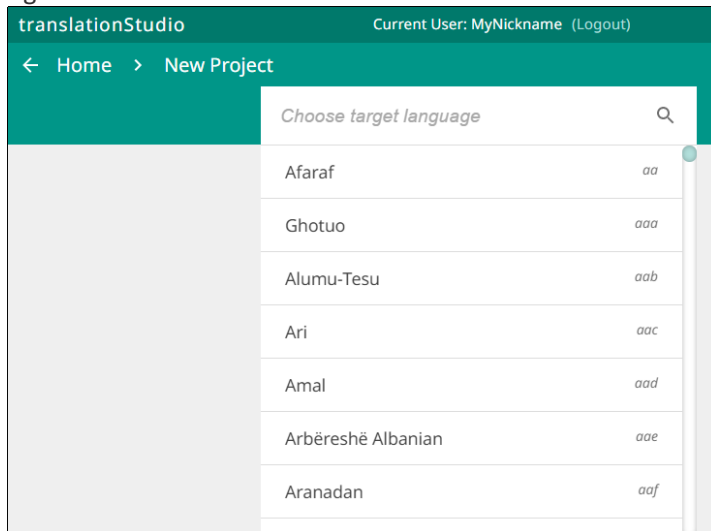 translationStudio Current User: MyNickname (Logout)
← Home > New Project
Choose target language
Afaraf aa
Ghotuo aaa
Alumu-Tesu aab
Ari aac
Amal aad
Arbëreshë Albanian aae
Aranadan aaf